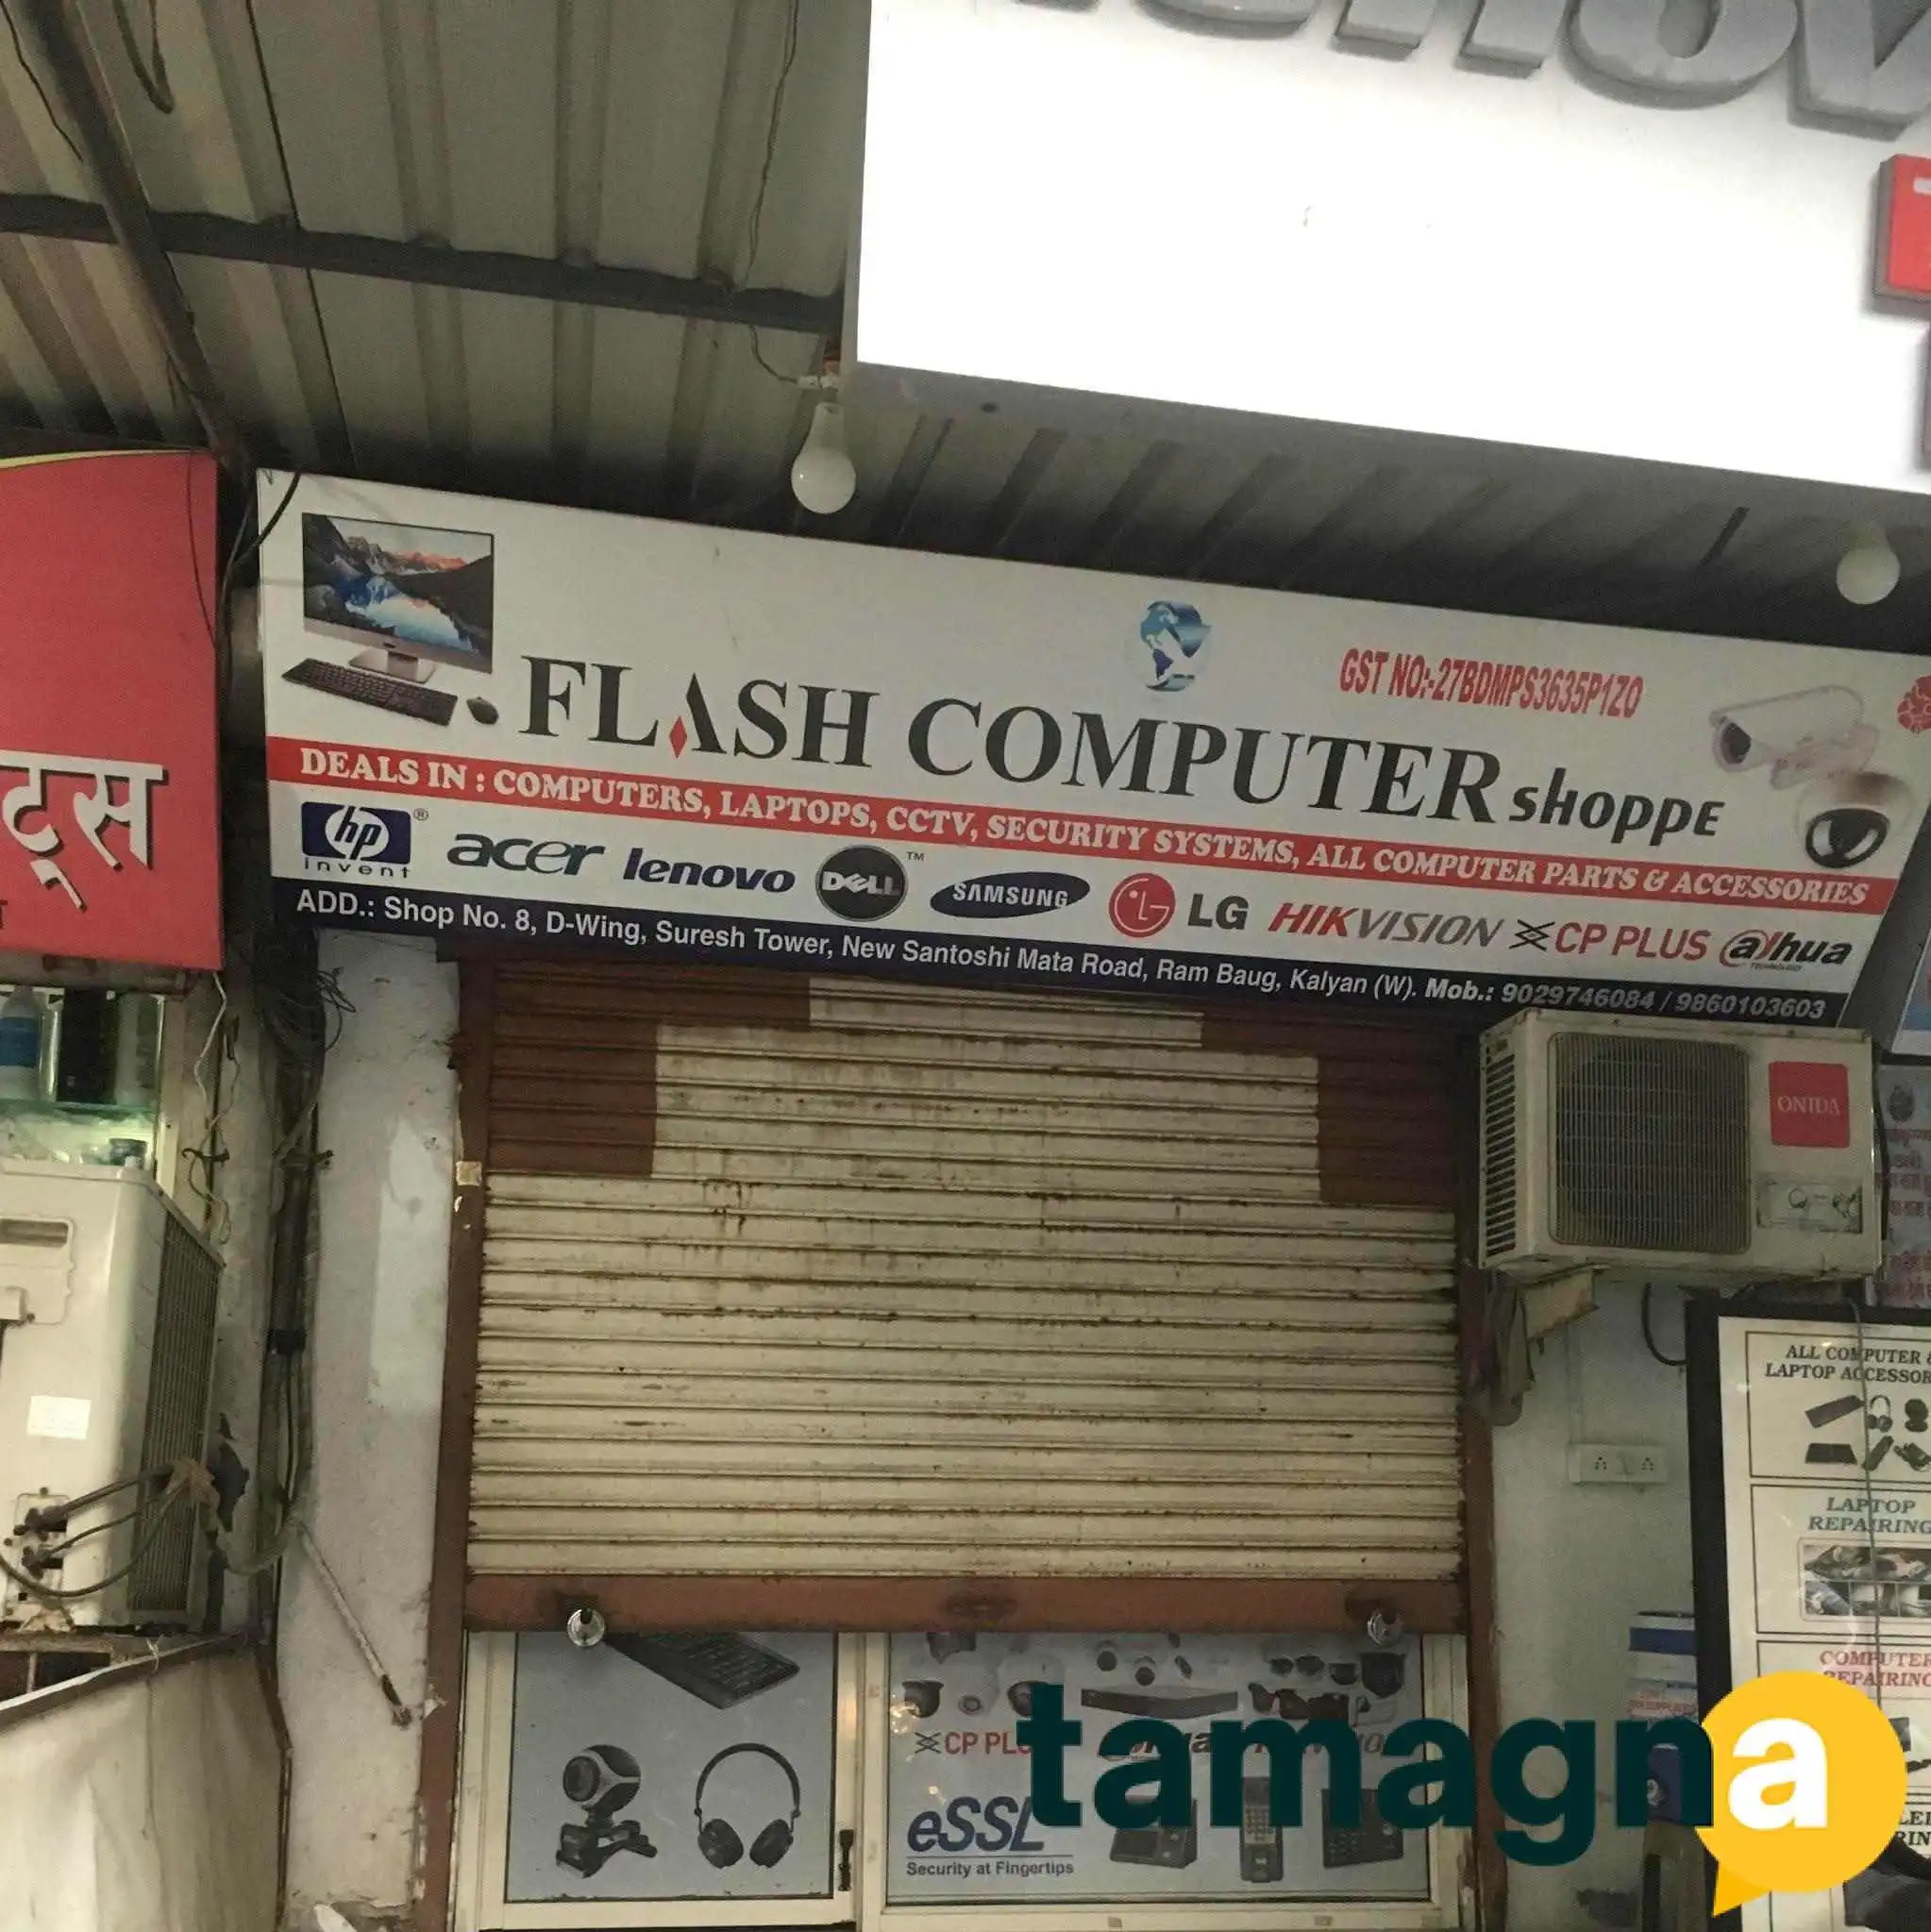 lenov
GST NO:-27BDMPS3635P1ZO
FLASH COMPUTER shoppE
DEALS IN : COMPUTERS, LAPTOPS, CCTV, SECURITY SYSTEMS, ALL COMPUTER PARTS & ACCESSORIES
hp ® invent acer lenovo DELL ™ SAMSUNG LG HIKVISION CP PLUS alhua TECHNOLOGY
ADD.: Shop No. 8, D-Wing, Suresh Tower, New Santoshi Mata Road, Ram Baug, Kalyan (W). Mob.: 9029746084 / 9860103603
ट्स
ONIDA
ALL COMPUTER &
LAPTOP ACCESSOR
LAPTOP
REPAIRING
COMPUTER
REPAIRING
CP PLU
eSSL
Security at Fingertips
tamagna